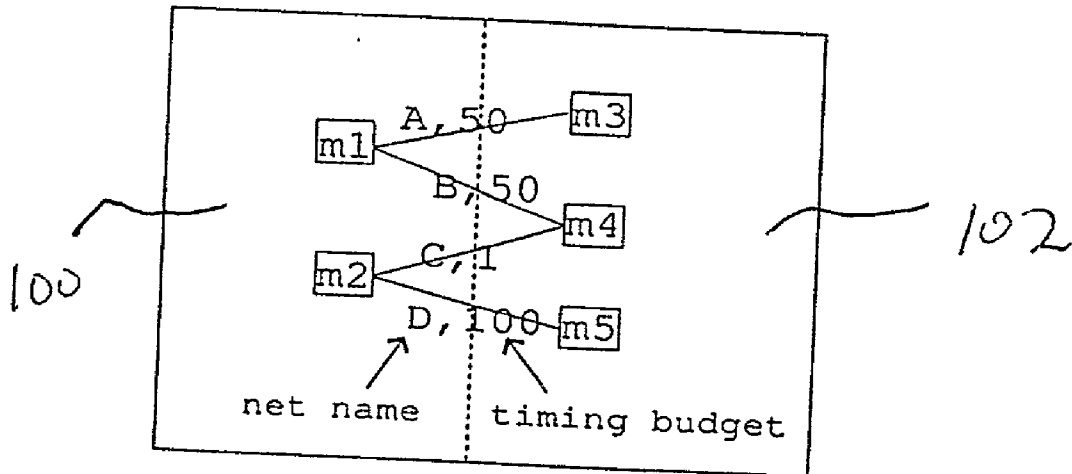 A,50
m3
m1
B,50
m4
C,1
m2
D,100
m5
net name
timing budget
100
102